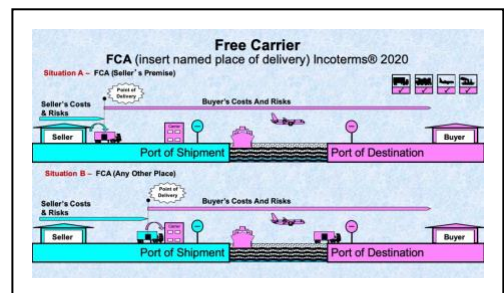 Free Carrier
FCA (insert named place of delivery) Incoterms® 2020
Situation A – FCA (Seller's Premise)
Point of
Delivery
Seller's Costs
& Risks
Buyer's Costs And Risks
Seller
Carrier
Buyer
Port of Shipment
Port of Destination
Situation B – FCA (Any Other Place)
Point of
Delivery
Seller's Costs
& Risks
Buyer's Costs And Risks
Seller
Carrier
Buyer
Port of Shipment
Port of Destination